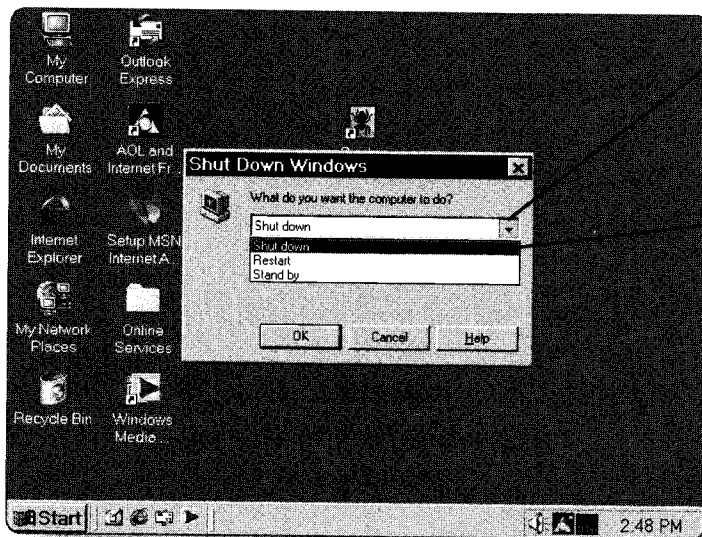 My Computer
Outlook Express
My Documents
AOL and Internet Fr...
Internet Explorer
Setup MSN Internet A...
My Network Places
Online Services
Recycle Bin
Windows Media ...
Shut Down Windows
What do you want the computer to do?
Shut down
Shut down
Restart
Stand by
OK
Cancel
Help
Start
2:48 PM